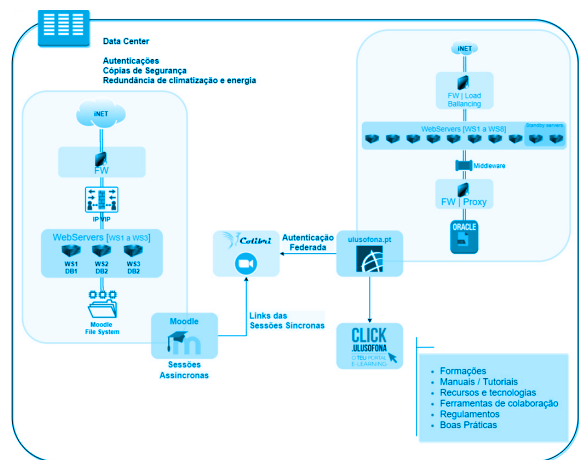 Data Center
Autenticações
Cópias de Segurança
Redundância de climatização e energia
iNET
FW
IP VIP
WebServers [WS1 a WS3]
WS1 WS2 WS3
DB1 DB2 DB2
Moodle
File System
Moodle
Sessões
Assíncronas
Colibri
Autenticação
Federada
Links das
Sessões Síncronas
ulusofona.pt
CLICK
.ULUSOFONA
O TEU PORTAL
E-LEARNING
iNET
FW | Load
Ballancing
WebServers [WS1 a WS8]
Standby servers
Middleware
FW | Proxy
ORACLE
• Formações
• Manuais / Tutoriais
• Recursos e tecnologias
• Ferramentas de colaboração
• Regulamentos
• Boas Práticas